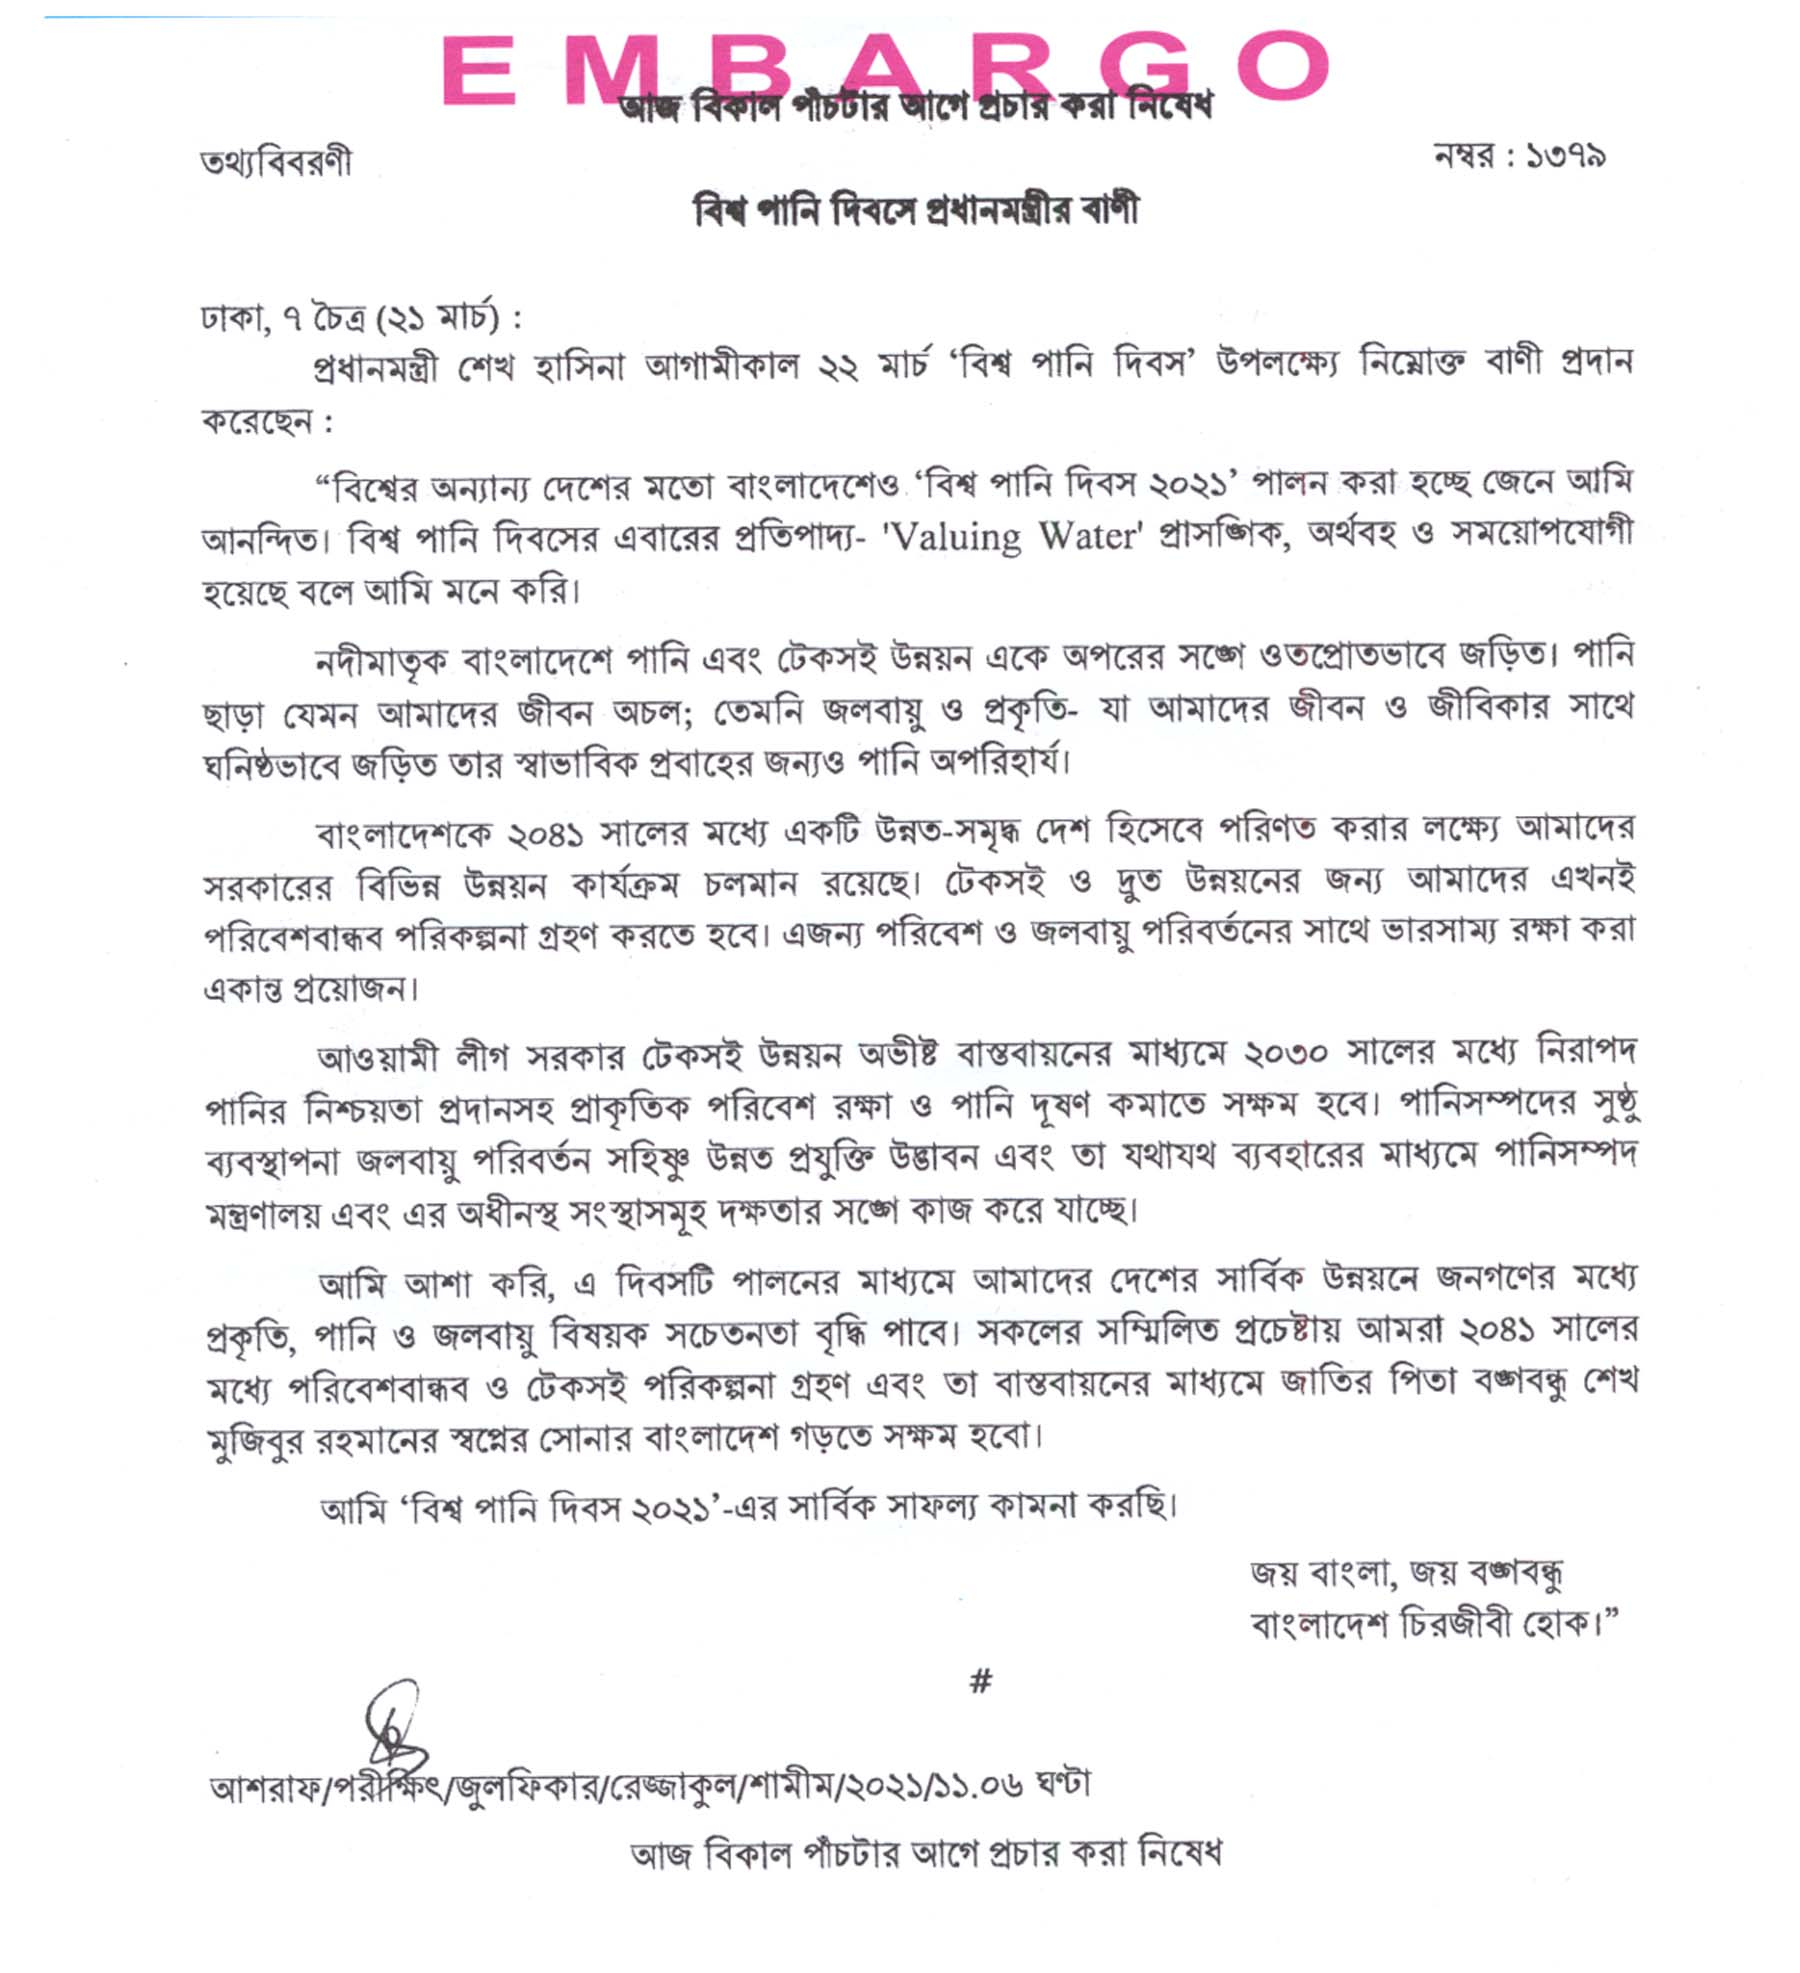 EMBARGO
আজ বিকাল পাঁচটার আগে প্রচার করা নিষেধ
তথ্যবিবরণী নম্বর : ১৩৭৯
বিশ্ব পানি দিবসে প্রধানমন্ত্রীর বাণী
ঢাকা, ৭ চৈত্র (২১ মার্চ) :
প্রধানমন্ত্রী শেখ হাসিনা আগামীকাল ২২ মার্চ ‘বিশ্ব পানি দিবস’ উপলক্ষ্যে নিম্নোক্ত বাণী প্রদান
করেছেন :
“বিশ্বের অন্যান্য দেশের মতো বাংলাদেশেও ‘বিশ্ব পানি দিবস ২০২১’ পালন করা হচ্ছে জেনে আমি
আনন্দিত। বিশ্ব পানি দিবসের এবারের প্রতিপাদ্য- 'Valuing Water' প্রাসঙ্গিক, অর্থবহ ও সময়োপযোগী
হয়েছে বলে আমি মনে করি।
নদীমাতৃক বাংলাদেশে পানি এবং টেকসই উন্নয়ন একে অপরের সঙ্গে ওতপ্রোতভাবে জড়িত। পানি
ছাড়া যেমন আমাদের জীবন অচল; তেমনি জলবায়ু ও প্রকৃতি- যা আমাদের জীবন ও জীবিকার সাথে
ঘনিষ্ঠভাবে জড়িত তার স্বাভাবিক প্রবাহের জন্যও পানি অপরিহার্য।
বাংলাদেশকে ২০৪১ সালের মধ্যে একটি উন্নত-সমৃদ্ধ দেশ হিসেবে পরিণত করার লক্ষ্যে আমাদের
সরকারের বিভিন্ন উন্নয়ন কার্যক্রম চলমান রয়েছে। টেকসই ও দ্রুত উন্নয়নের জন্য আমাদের এখনই
পরিবেশবান্ধব পরিকল্পনা গ্রহণ করতে হবে। এজন্য পরিবেশ ও জলবায়ু পরিবর্তনের সাথে ভারসাম্য রক্ষা করা
একান্ত প্রয়োজন।
আওয়ামী লীগ সরকার টেকসই উন্নয়ন অভীষ্ট বাস্তবায়নের মাধ্যমে ২০৩০ সালের মধ্যে নিরাপদ
পানির নিশ্চয়তা প্রদানসহ প্রাকৃতিক পরিবেশ রক্ষা ও পানি দূষণ কমাতে সক্ষম হবে। পানিসম্পদের সুষ্ঠু
ব্যবস্থাপনা জলবায়ু পরিবর্তন সহিষ্ণু উন্নত প্রযুক্তি উদ্ভাবন এবং তা যথাযথ ব্যবহারের মাধ্যমে পানিসম্পদ
মন্ত্রণালয় এবং এর অধীনস্থ সংস্থাসমূহ দক্ষতার সঙ্গে কাজ করে যাচ্ছে।
আমি আশা করি, এ দিবসটি পালনের মাধ্যমে আমাদের দেশের সার্বিক উন্নয়নে জনগণের মধ্যে
প্রকৃতি, পানি ও জলবায়ু বিষয়ক সচেতনতা বৃদ্ধি পাবে। সকলের সম্মিলিত প্রচেষ্টায় আমরা ২০৪১ সালের
মধ্যে পরিবেশবান্ধব ও টেকসই পরিকল্পনা গ্রহণ এবং তা বাস্তবায়নের মাধ্যমে জাতির পিতা বঙ্গবন্ধু শেখ
মুজিবুর রহমানের স্বপ্নের সোনার বাংলাদেশ গড়তে সক্ষম হবো।
আমি ‘বিশ্ব পানি দিবস ২০২১’-এর সার্বিক সাফল্য কামনা করছি।
জয় বাংলা, জয় বঙ্গবন্ধু
বাংলাদেশ চিরজীবী হোক।”
#
আশরাফ/পরীক্ষিৎ/জুলফিকার/রেজ্জাকুল/শামীম/২০২১/১১.০৬ ঘণ্টা
আজ বিকাল পাঁচটার আগে প্রচার করা নিষেধ